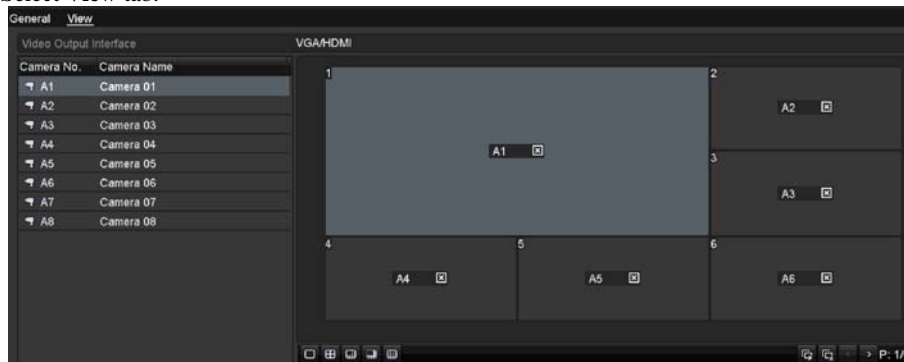 General View
Video Output Interface VGA/HDMI
Camera No. Camera Name
A1 Camera 01
A2 Camera 02
A3 Camera 03
A4 Camera 04
A5 Camera 05
A6 Camera 06
A7 Camera 07
A8 Camera 08
1
A1
2
A2
3
A3
4
A4
5
A5
6
A6
P: 1/